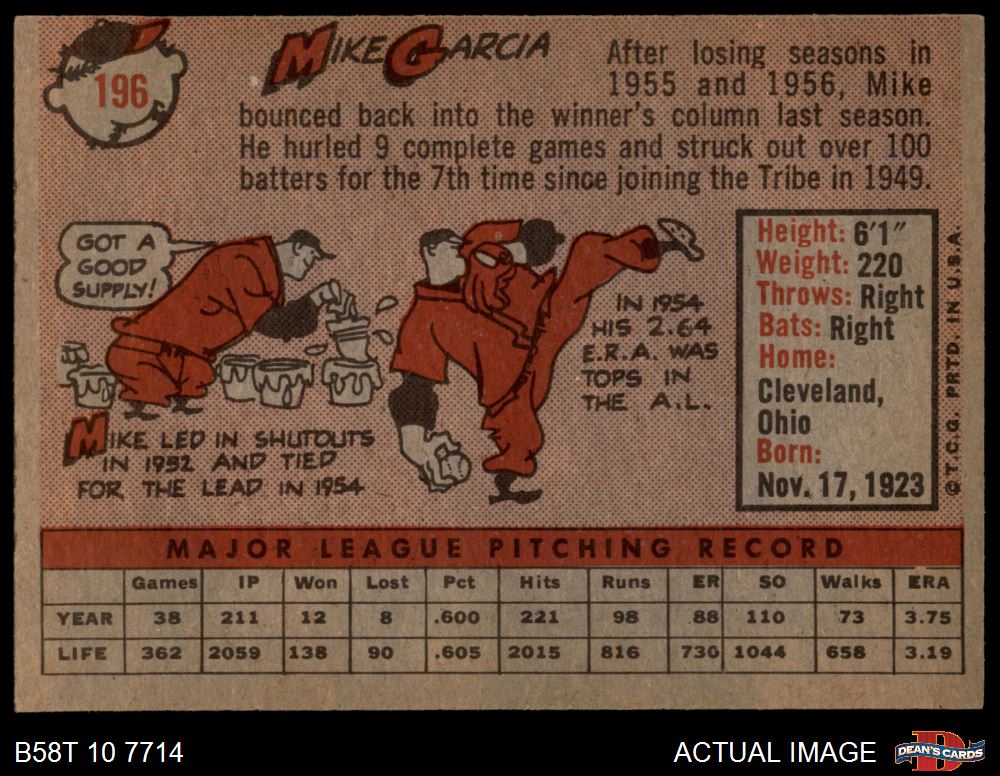 196
MIKE GARCIA
After losing seasons in
1955 and 1956, Mike
bounced back into the winner's column last season.
He hurled 9 complete games and struck out over 100
batters for the 7th time since joining the Tribe in 1949.
GOT A
GOOD
SUPPLY!
MIKE LED IN SHUTOUTS
IN 1952 AND TIED
FOR THE LEAD IN 1954
IN 1954
HIS 2.64
E.R.A. WAS
TOPS IN
THE A.L.
Height: 6'1"
Weight: 220
Throws: Right
Bats: Right
Home:
Cleveland,
Ohio
Born:
Nov. 17, 1923
© T.C.G. PRTD. IN U.S.A.
MAJOR LEAGUE PITCHING RECORD
Games IP Won Lost Pct Hits Runs ER SO Walks ERA
YEAR 38 211 12 8 .600 221 98 88 110 73 3.75
LIFE 362 2059 138 90 .605 2015 816 730 1044 658 3.19
B58T 10 7714
ACTUAL IMAGE
D
DEAN'S CARDS